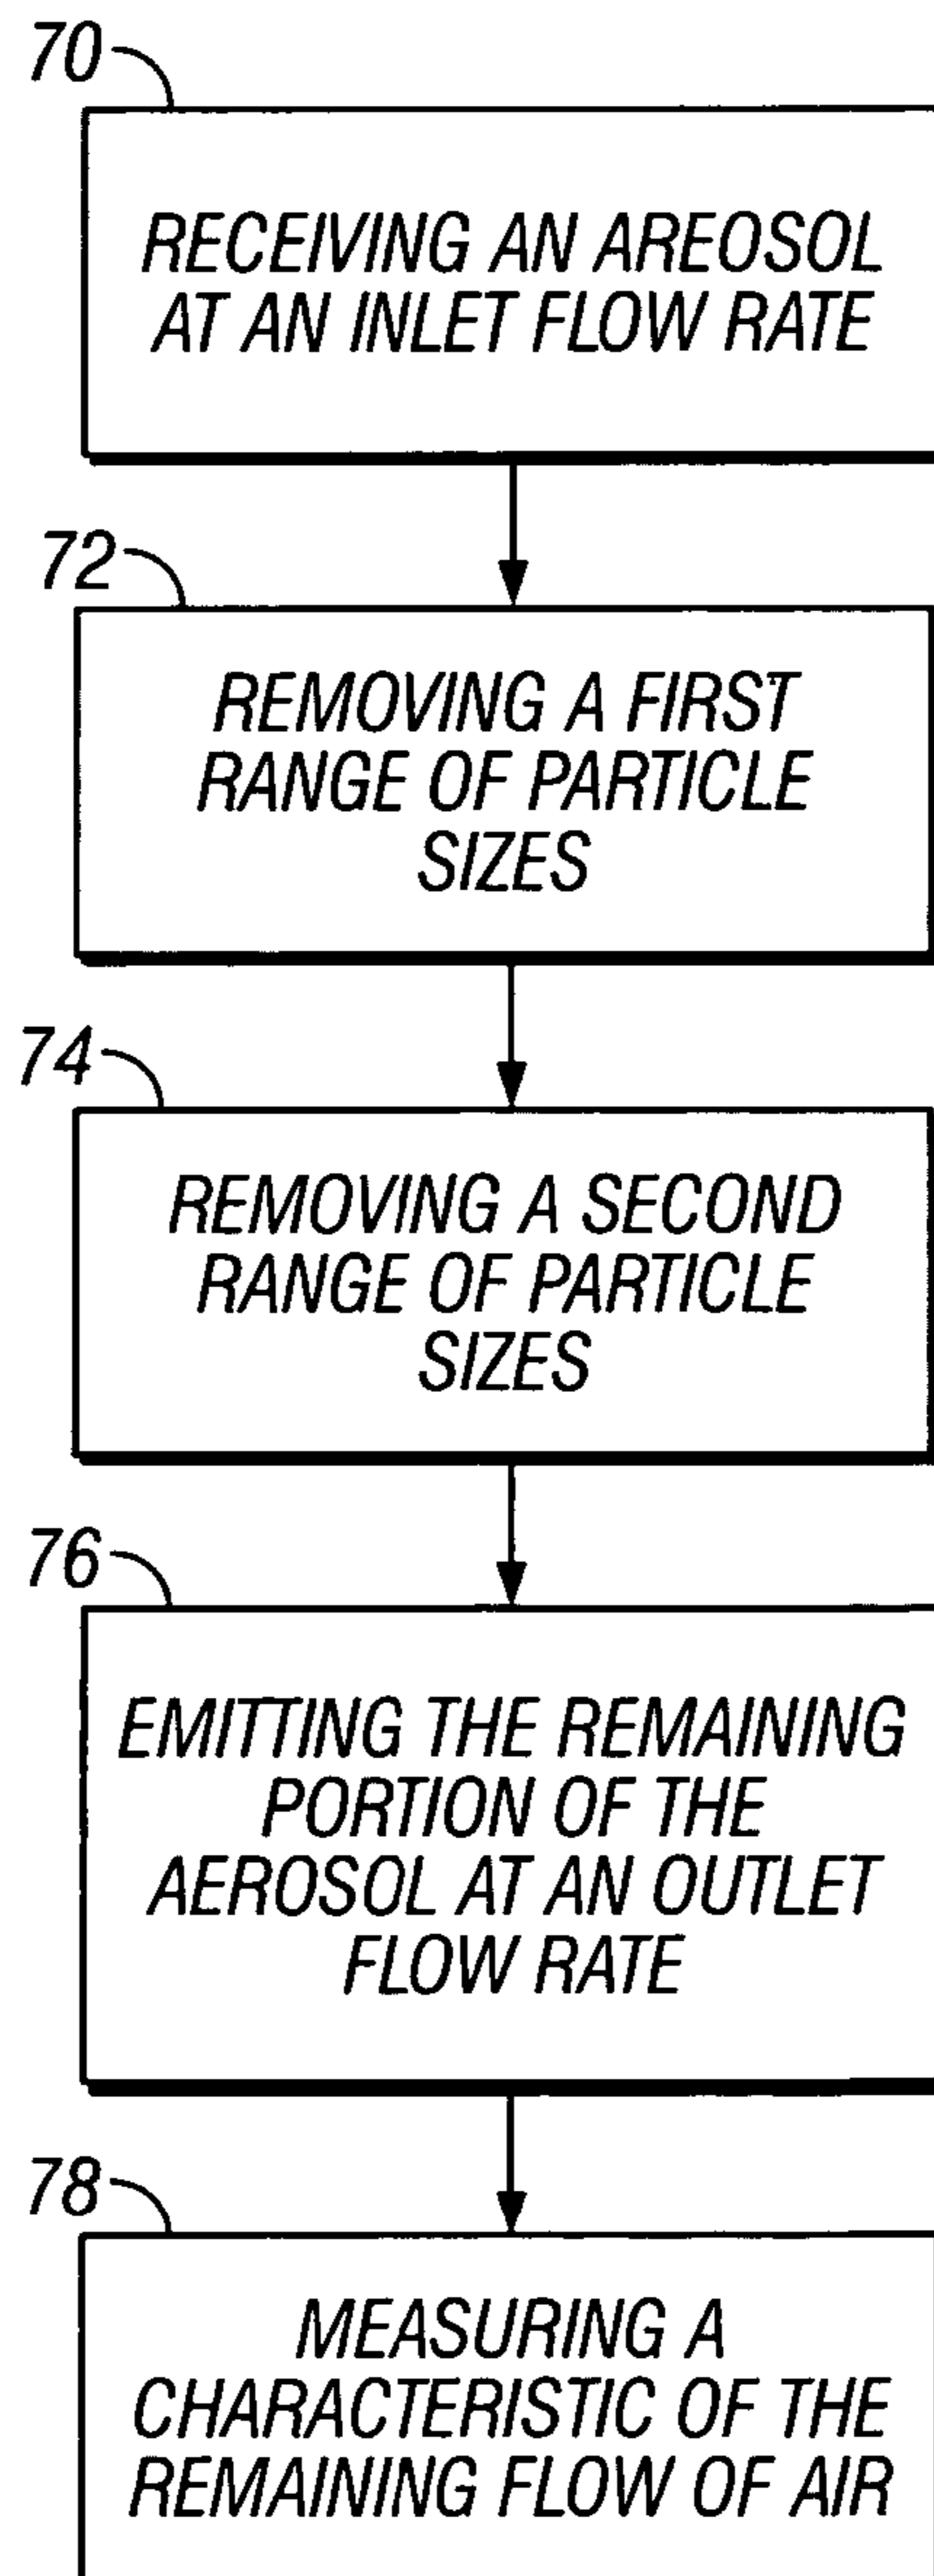 70
RECEIVING AN AREOSOL
AT AN INLET FLOW RATE
72
REMOVING A FIRST
RANGE OF PARTICLE
SIZES
74
REMOVING A SECOND
RANGE OF PARTICLE
SIZES
76
EMITTING THE REMAINING
PORTION OF THE
AEROSOL AT AN OUTLET
FLOW RATE
78
MEASURING A
CHARACTERISTIC OF THE
REMAINING FLOW OF AIR